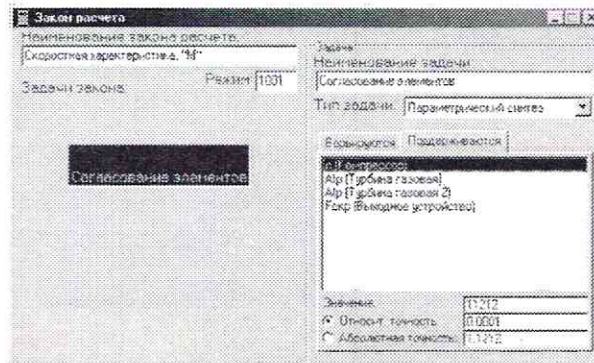 Закон расчета
Наименование закона расчета
Скоростная характеристика, "М"
Режим 1001
Задачи закона:
Согласование элементов
Задача
Наименование задачи
Согласование элементов
Тип задачи: Параметрический синтез
Варьируются Поддерживаются
(Компрессор)
Alp (Турбина газовая)
Alp (Турбина газовая 2)
(Выходное устройство)
Значение:
Относит. точность: 0.0001
Абсолютная точность: